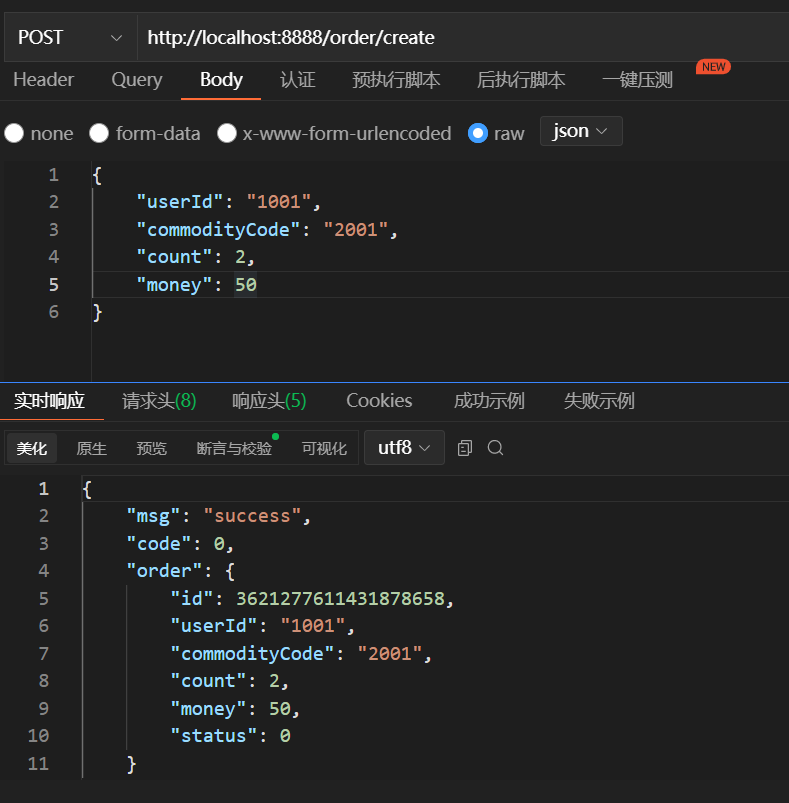 POST http://localhost:8888/order/create
Header Query Body 认证 预执行脚本 后执行脚本 一键压测 NEW
none form-data x-www-form-urlencoded raw json
1 {
2 "userId": "1001",
3 "commodityCode": "2001",
4 "count": 2,
5 "money": 50
6 }
实时响应 请求头(8) 响应头(5) Cookies 成功示例 失败示例
美化 原生 预览 断言与校验 可视化 utf8
1 {
2 "msg": "success",
3 "code": 0,
4 "order": {
5 "id": 3621277611431878658,
6 "userId": "1001",
7 "commodityCode": "2001",
8 "count": 2,
9 "money": 50,
10 "status": 0
11 }